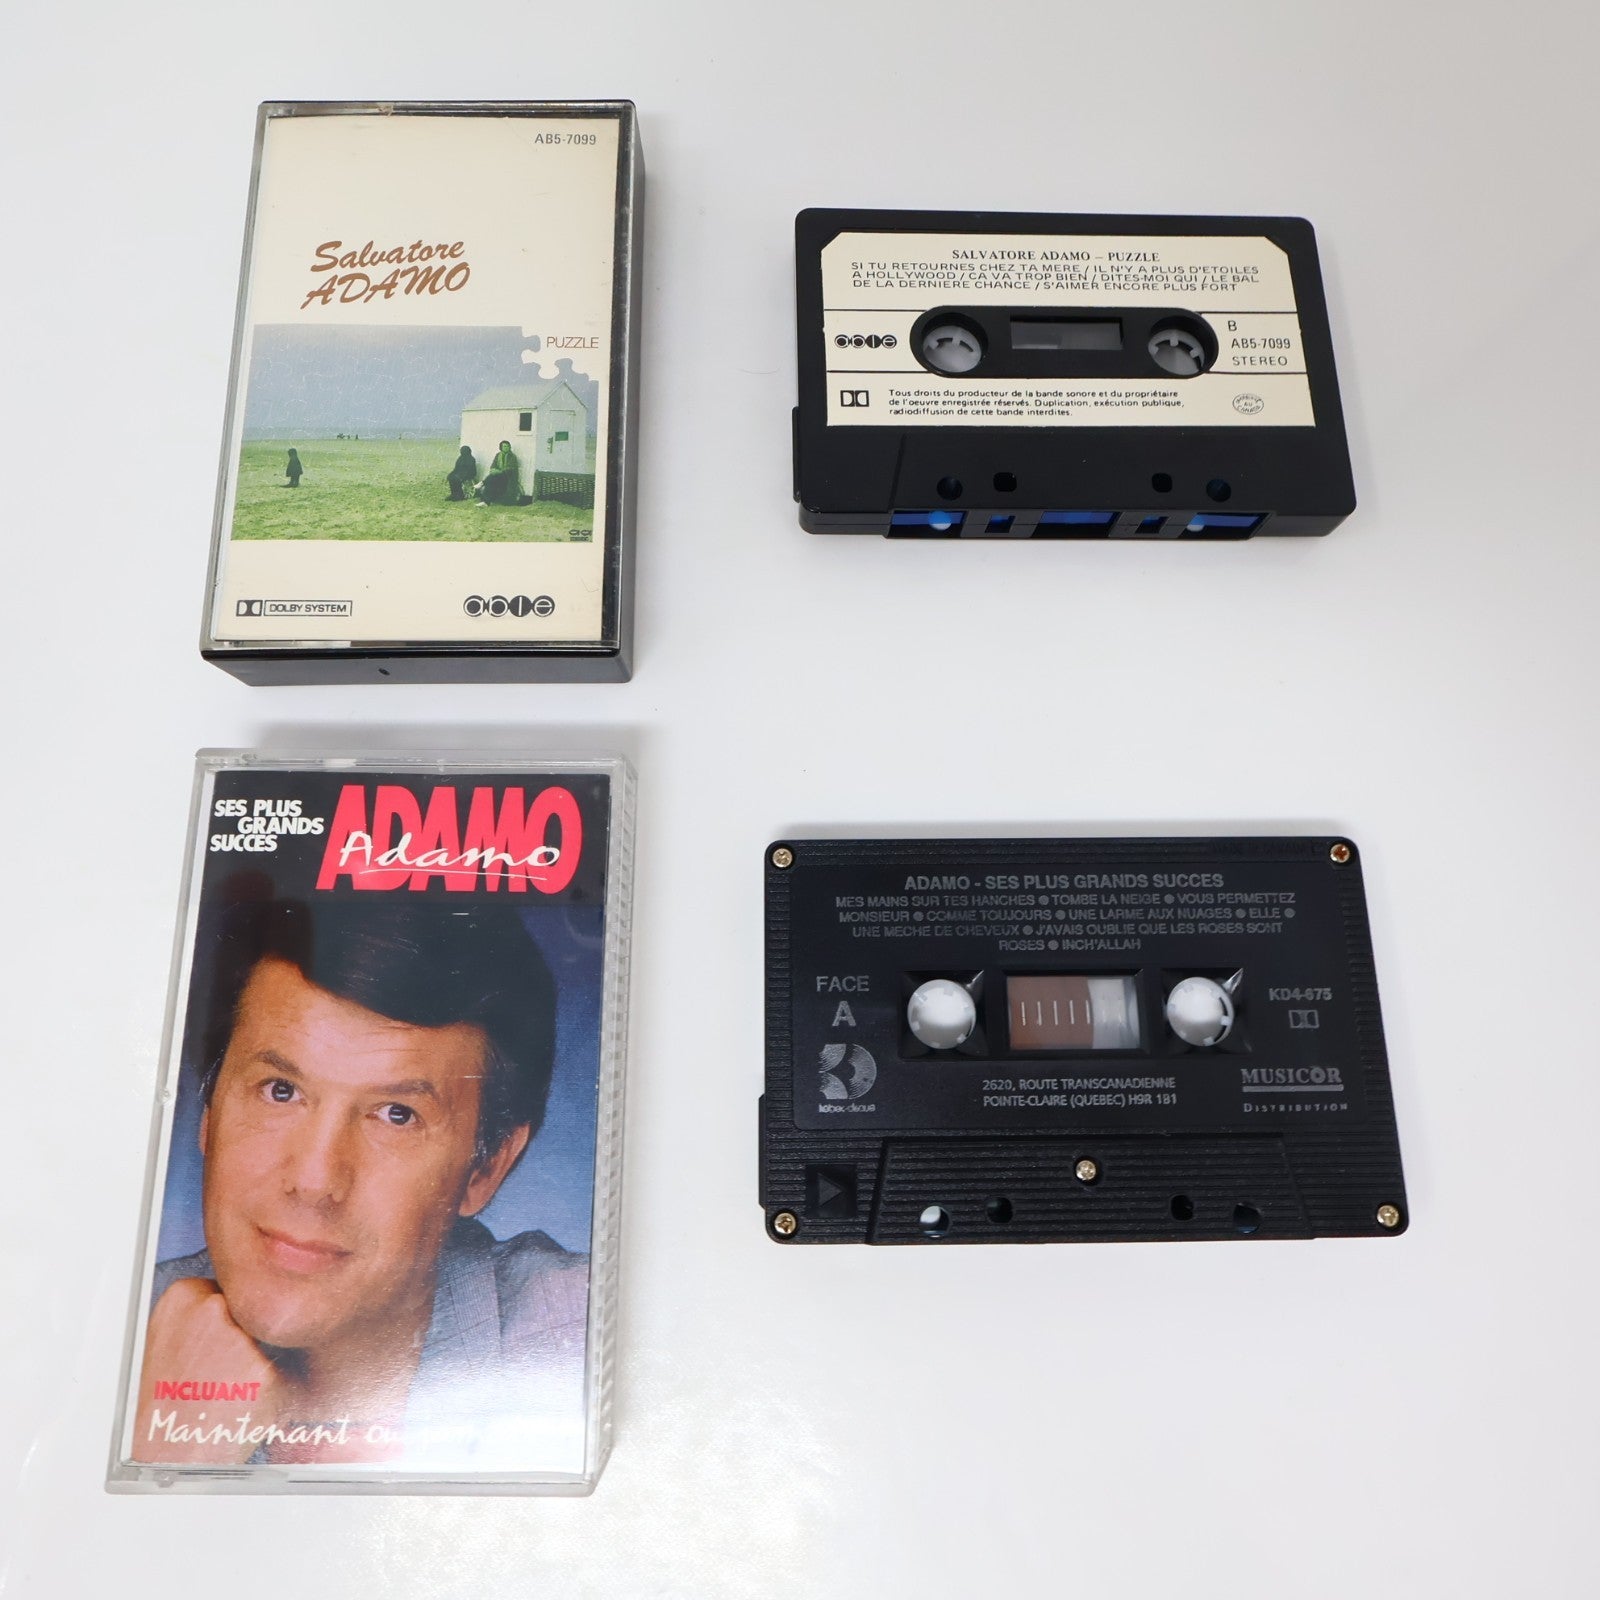 AB5-7099
Salvatore
ADAMO
PUZZLE
DOLBY SYSTEM
able
SALVATORE ADAMO – PUZZLE
SI TU RETOURNES CHEZ TA MERE / IL N'Y A PLUS D'ETOILES
A HOLLYWOOD / CA VA TROP BIEN / DITES-MOI QUI / LE BAL
DE LA DERNIERE CHANCE / S'AIMER ENCORE PLUS FORT
able
B
AB5-7099
STEREO
Tous droits du producteur de la bande sonore et du propriétaire
de l'oeuvre enregistrée réservés. Duplication, exécution publique,
radiodiffusion de cette bande interdites.
SES PLUS
GRANDS
SUCCES
ADAMO
Adamo
INCLUANT
Maintenant
ADAMO - SES PLUS GRANDS SUCCES
MES MAINS SUR TES HANCHES ● TOMBE LA NEIGE ● VOUS PERMETTEZ
MONSIEUR ● COMME TOUJOURS ● UNE LARME AUX NUAGES ● ELLE ●
UNE MECHE DE CHEVEUX ● J'AVAIS OUBLIE QUE LES ROSES SONT
ROSES ● INCH'ALLAH
FACE
A
KD4-675
kébec-disque
2620, ROUTE TRANSCANADIENNE
POINTE-CLAIRE (QUEBEC) H9R 1B1
MUSICOR
DISTRIBUTION